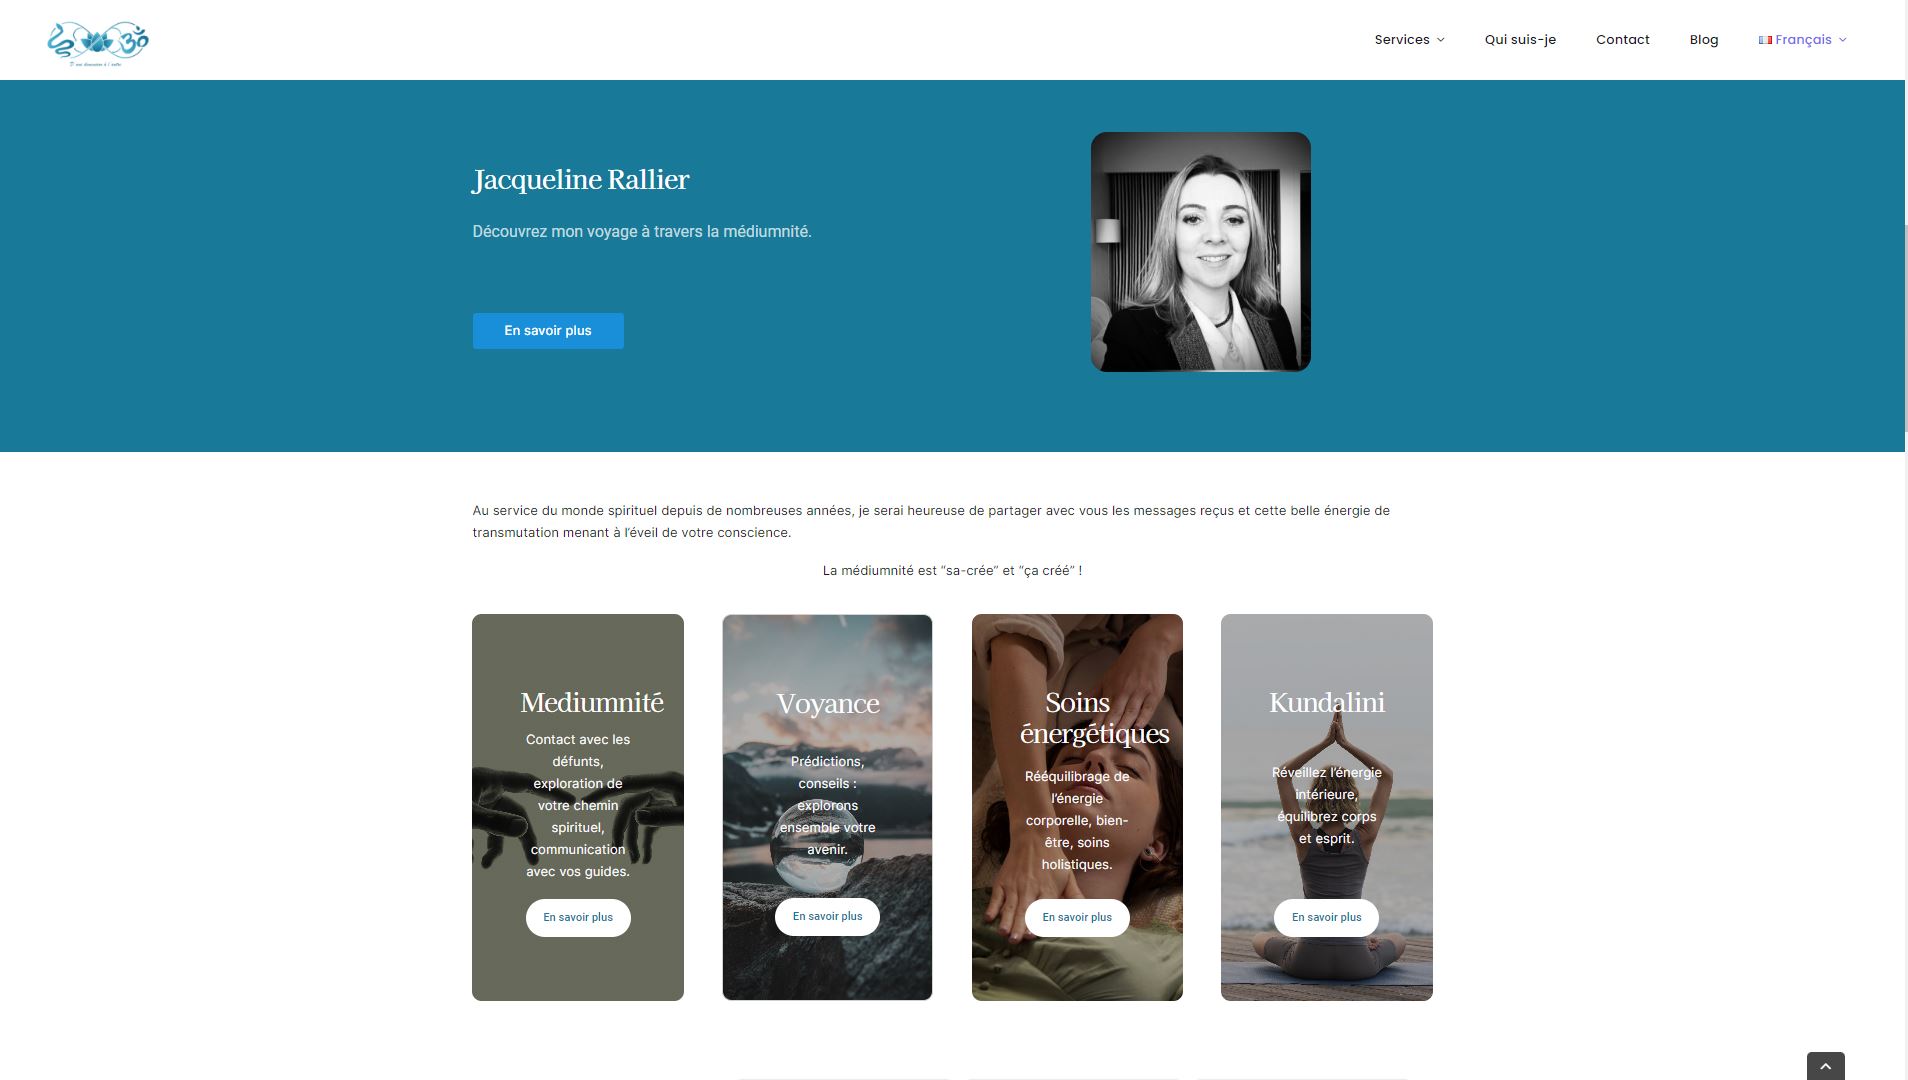 Services
Qui suis-je
Contact
Blog
Français
Jacqueline Rallier
Découvrez mon voyage à travers la médiumnité.
En savoir plus
Au service du monde spirituel depuis de nombreuses années, je serai heureuse de partager avec vous les messages reçus et cette belle énergie de
transmutation menant à l’éveil de votre conscience.
La médiumnité est “sa-crée” et “ça créé” !
Mediumnité
Contact avec les
défunts,
exploration de
votre chemin
spirituel,
communication
avec vos guides.
En savoir plus
Voyance
Prédictions,
conseils :
explorons
ensemble votre
avenir.
En savoir plus
Soins
énergétiques
Rééquilibrage de
l’énergie
corporelle, bien-
être, soins
holistiques.
En savoir plus
Kundalini
Réveillez l’énergie
intérieure,
équilibrez corps
et esprit.
En savoir plus